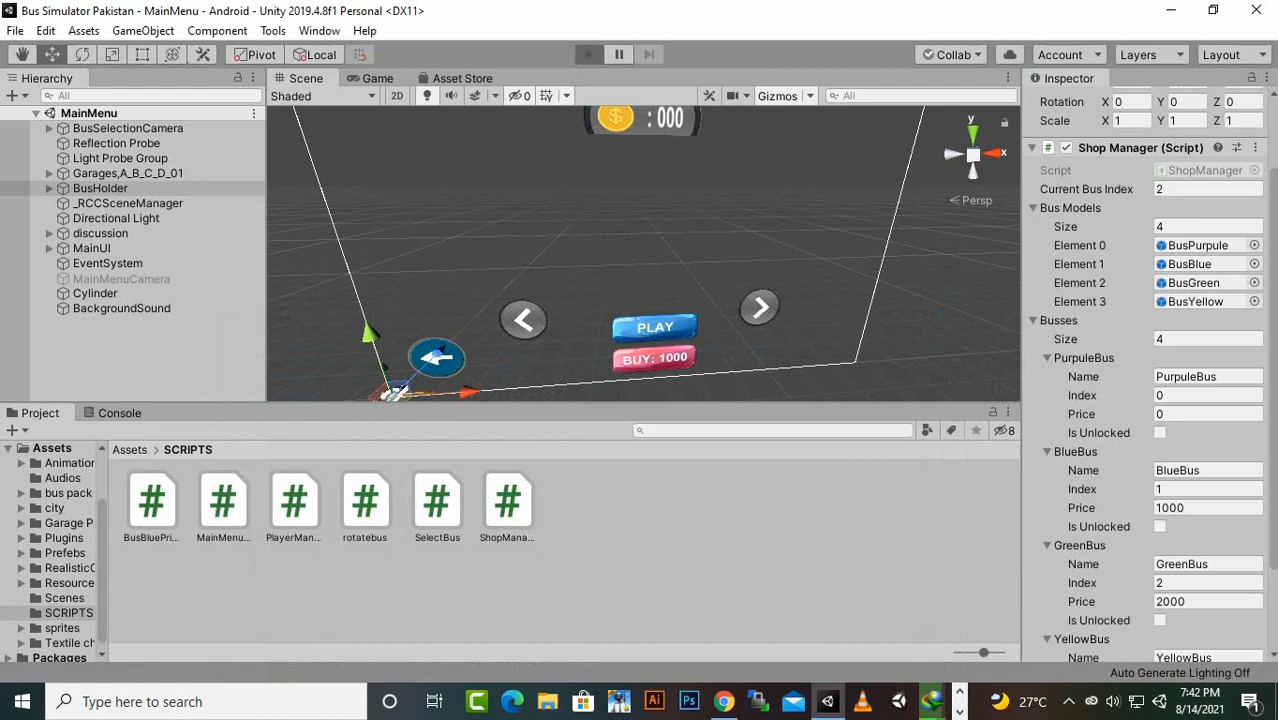 Bus Simulator Pakistan - MainMenu - Android - Unity 2019.4.8f1 Personal <DX11>
File Edit Assets GameObject Component Tools Window Help
Pivot Local Collab Account Layers Layout
Hierarchy
All
MainMenu
BusSelectionCamera
Reflection Probe
Light Probe Group
Garages,A_B_C_D_01
BusHolder
_RCCSceneManager
Directional Light
discussion
MainUI
EventSystem
MainMenuCamera
Cylinder
BackgroundSound
Scene Game Asset Store
Shaded 2D 0 Gizmos All
$ :000
y
x
Persp
PLAY
BUY: 1000
Inspector
Rotation X 0 Y 0 Z 0
Scale X 1 Y 1 Z 1
Shop Manager (Script)
Script ShopManager
Current Bus Index 2
Bus Models
Size 4
Element 0 BusPurpule
Element 1 BusBlue
Element 2 BusGreen
Element 3 BusYellow
Busses
Size 4
PurpuleBus
Name PurpuleBus
Index 0
Price 0
Is Unlocked
BlueBus
Name BlueBus
Index 1
Price 1000
Is Unlocked
GreenBus
Name GreenBus
Index 2
Price 2000
Is Unlocked
YellowBus
Name YellowBus
Project Console
8
Assets
Animation
Audios
bus pack
city
Garage P
Plugins
Prefebs
RealisticC
Resource
Scenes
SCRIPTS
sprites
Textile ch
Packages
Assets > SCRIPTS
BusBluePri... MainMenu... PlayerMan... rotatebus SelectBus ShopMana...
Auto Generate Lighting Off
Type here to search
Ai Ps
27°C
7:42 PM
8/14/2021
1